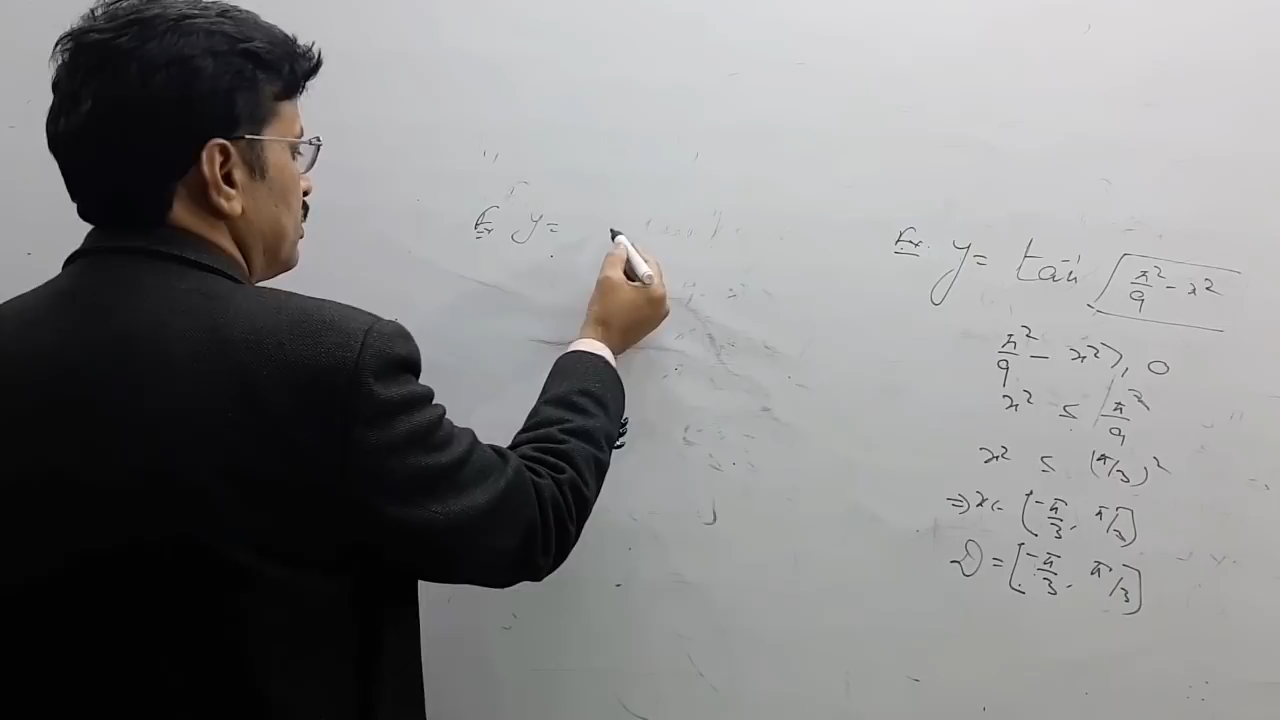 Ex y =
Ex. y = tan⁻¹ √(π²/9 - x²)
π²/9 - x² ≥ 0
x² ≤ π²/9
x² ≤ (π/3)²
⇒ x ∈ [-π/3, π/3]
D = [-π/3, π/3]